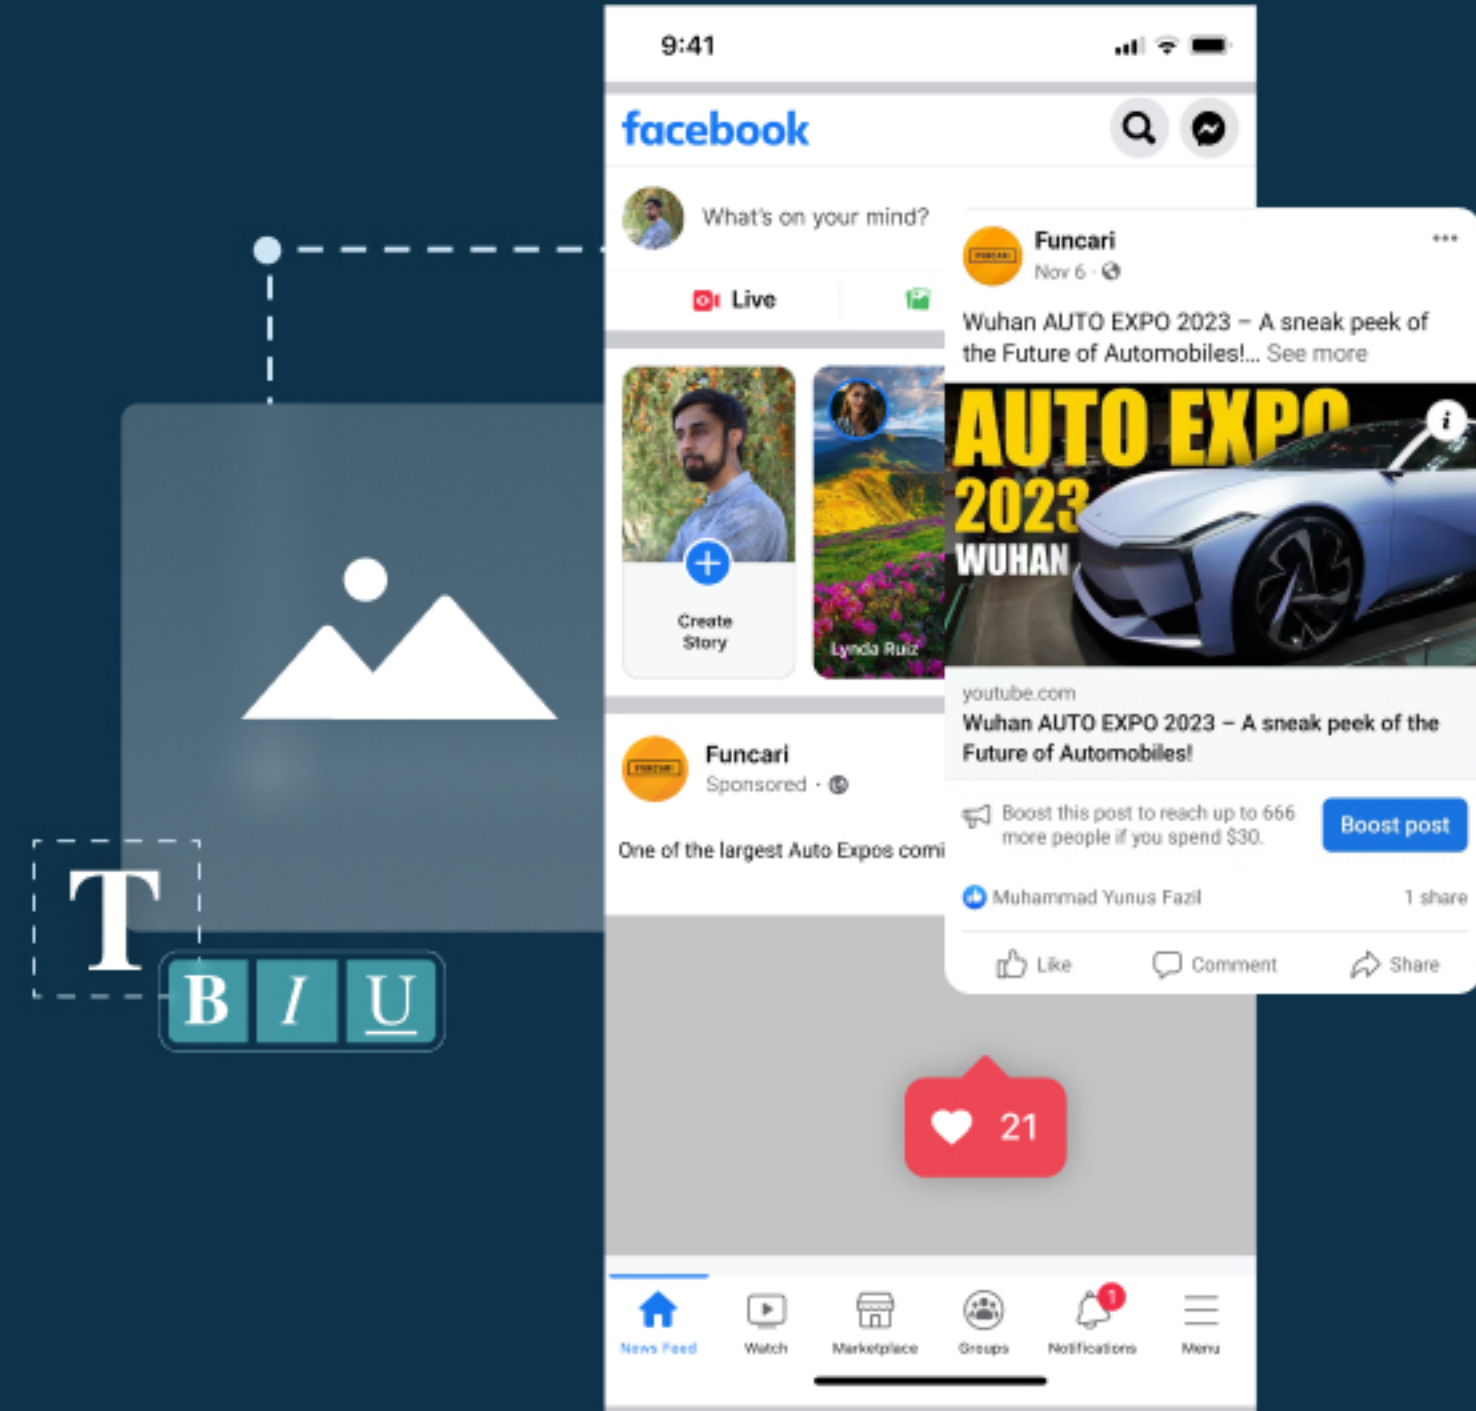 9:41
facebook
What's on your mind?
Live
Create
Story
Lynda Ruiz
Funcari
Sponsored ·
One of the largest Auto Expos comi
FUNCARI
Funcari
Nov 6 ·
Wuhan AUTO EXPO 2023 – A sneak peek of
the Future of Automobiles!... See more
AUTO EXPO
2023
WUHAN
youtube.com
Wuhan AUTO EXPO 2023 – A sneak peek of the
Future of Automobiles!
Boost this post to reach up to 666
more people if you spend $30.
Boost post
Muhammad Yunus Fazil
1 share
Like
Comment
Share
T
B I U
21
1
News Feed
Watch
Marketplace
Groups
Notifications
Menu